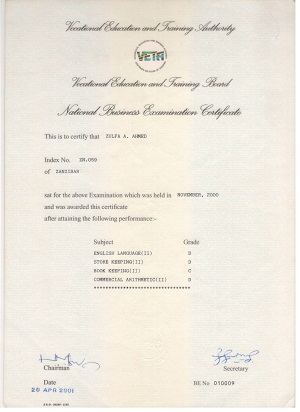 Vocational Education and Training Authority
VETA
Vocational Education and Training Board
National Business Examination Certificate
This is to certify that ZULFA A. AHMED
Index No. ZN.059
of ZANZIBAR
sat for the above Examination which was held in NOVEMBER, 2000
and was awarded this certificate
after attaining the following performance:-
Subject Grade
ENGLISH LANGUAGE(II) D
STORE KEEPING(II) D
BOOK KEEPING(II) C
COMMERCIAL ARITHMETIC(II) D
Chairman Secretary
Date BE No 010009
20 APR 2001